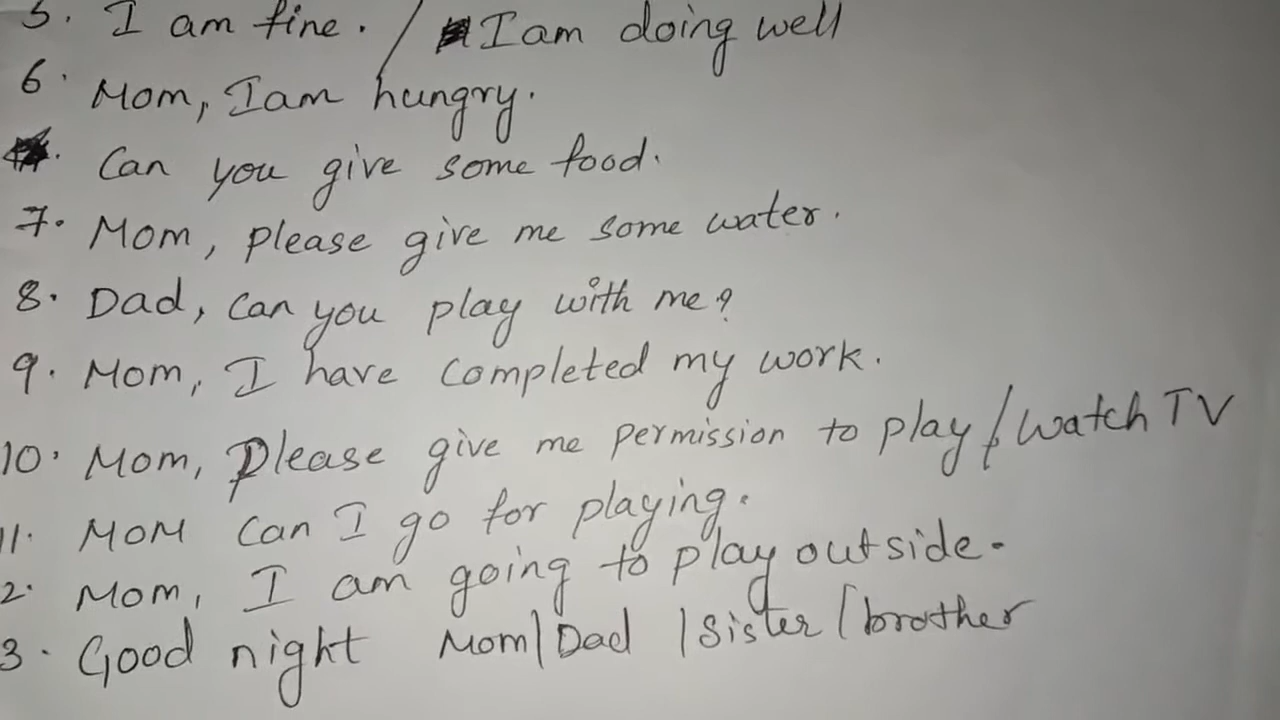 5. I am fine. / I am doing well
6. Mom, I am hungry.
Can you give some food.
7. Mom, please give me some water.
8. Dad, can you play with me?
9. Mom, I have completed my work.
10. Mom, Please give me permission to play / watch TV
11. MOM can I go for playing.
2. Mom, I am going to play outside.
3. Good night Mom | Dad | sister / brother